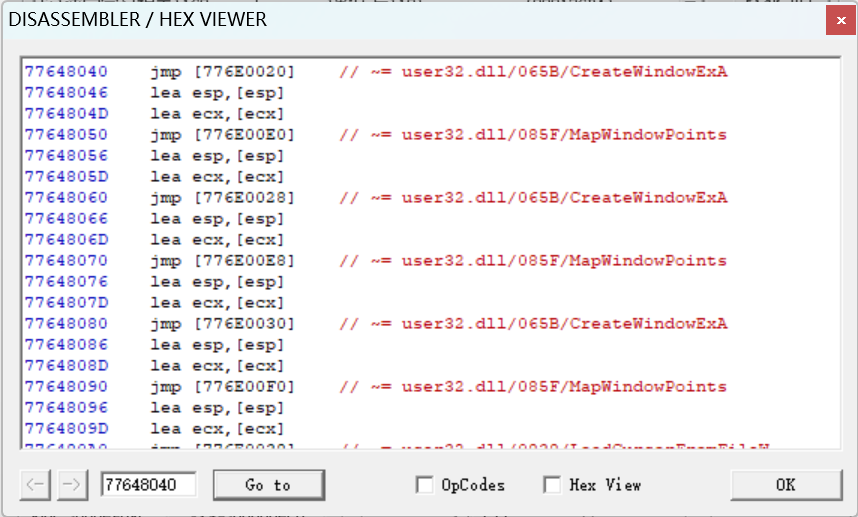 DISASSEMBLER / HEX VIEWER
77648040 jmp [776E0020] // ~= user32.dll/065B/CreateWindowExA
77648046 lea esp,[esp]
7764804D lea ecx,[ecx]
77648050 jmp [776E00E0] // ~= user32.dll/085F/MapWindowPoints
77648056 lea esp,[esp]
7764805D lea ecx,[ecx]
77648060 jmp [776E0028] // ~= user32.dll/065B/CreateWindowExA
77648066 lea esp,[esp]
7764806D lea ecx,[ecx]
77648070 jmp [776E00E8] // ~= user32.dll/085F/MapWindowPoints
77648076 lea esp,[esp]
7764807D lea ecx,[ecx]
77648080 jmp [776E0030] // ~= user32.dll/065B/CreateWindowExA
77648086 lea esp,[esp]
7764808D lea ecx,[ecx]
77648090 jmp [776E00F0] // ~= user32.dll/085F/MapWindowPoints
77648096 lea esp,[esp]
7764809D lea ecx,[ecx]
<- -> 77648040 Go to OpCodes Hex View OK